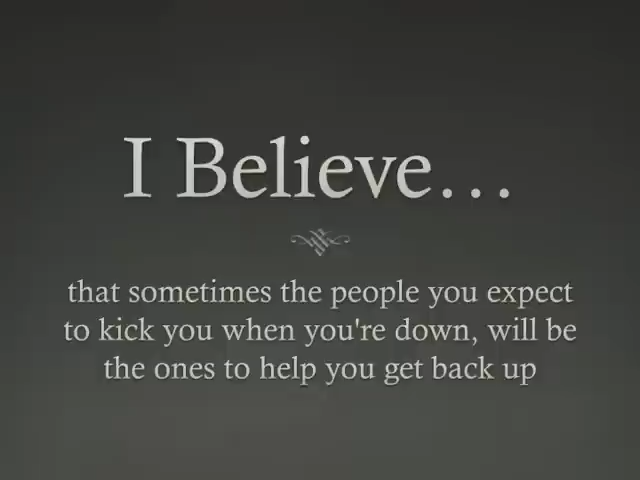 I Believe...
that sometimes the people you expect
to kick you when you're down, will be
the ones to help you get back up